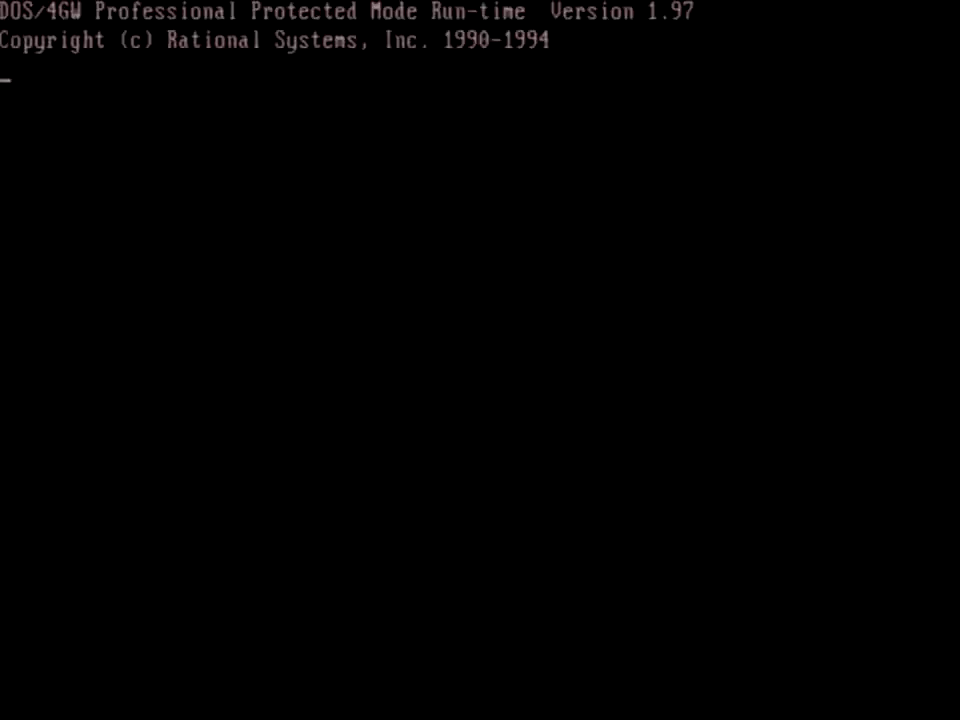 DOS/4GW Professional Protected Mode Run-time  Version 1.97
Copyright (c) Rational Systems, Inc. 1990-1994